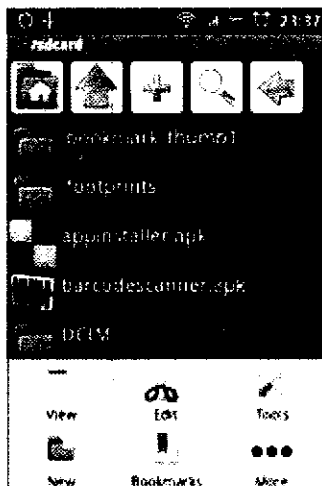 23:37
/sdcard
bookmark_thumb1
footprints
appinstaller.apk
barcodescanner.apk
DCIM
View Edit Tools
New Bookmarks More